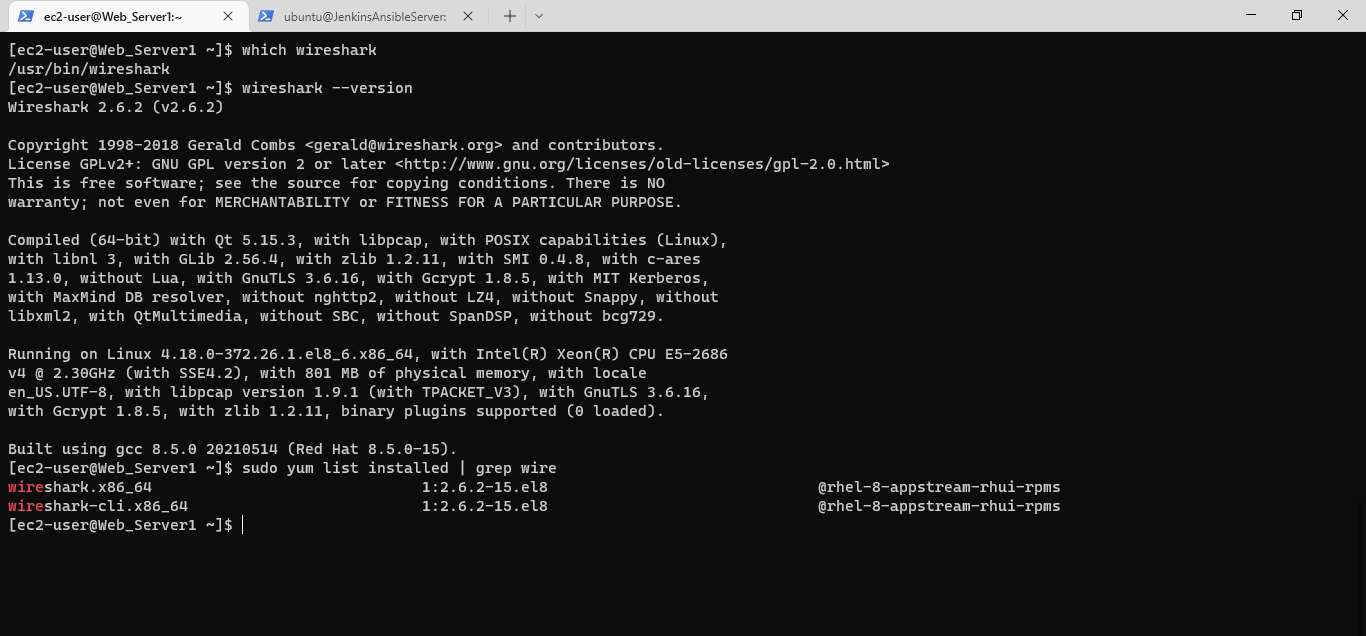 ec2-user@Web_Server1:~
ubuntu@JenkinsAnsibleServer:
[ec2-user@Web_Server1 ~]$ which wireshark
/usr/bin/wireshark
[ec2-user@Web_Server1 ~]$ wireshark --version
Wireshark 2.6.2 (v2.6.2)
Copyright 1998-2018 Gerald Combs <gerald@wireshark.org> and contributors.
License GPLv2+: GNU GPL version 2 or later <http://www.gnu.org/licenses/old-licenses/gpl-2.0.html>
This is free software; see the source for copying conditions. There is NO
warranty; not even for MERCHANTABILITY or FITNESS FOR A PARTICULAR PURPOSE.
Compiled (64-bit) with Qt 5.15.3, with libpcap, with POSIX capabilities (Linux),
with libnl 3, with GLib 2.56.4, with zlib 1.2.11, with SMI 0.4.8, with c-ares
1.13.0, without Lua, with GnuTLS 3.6.16, with Gcrypt 1.8.5, with MIT Kerberos,
with MaxMind DB resolver, without nghttp2, without LZ4, without Snappy, without
libxml2, with QtMultimedia, without SBC, without SpanDSP, without bcg729.
Running on Linux 4.18.0-372.26.1.el8_6.x86_64, with Intel(R) Xeon(R) CPU E5-2686
v4 @ 2.30GHz (with SSE4.2), with 801 MB of physical memory, with locale
en_US.UTF-8, with libpcap version 1.9.1 (with TPACKET_V3), with GnuTLS 3.6.16,
with Gcrypt 1.8.5, with zlib 1.2.11, binary plugins supported (0 loaded).
Built using gcc 8.5.0 20210514 (Red Hat 8.5.0-15).
[ec2-user@Web_Server1 ~]$ sudo yum list installed | grep wire
wireshark.x86_64 1:2.6.2-15.el8 @rhel-8-appstream-rhui-rpms
wireshark-cli.x86_64 1:2.6.2-15.el8 @rhel-8-appstream-rhui-rpms
[ec2-user@Web_Server1 ~]$